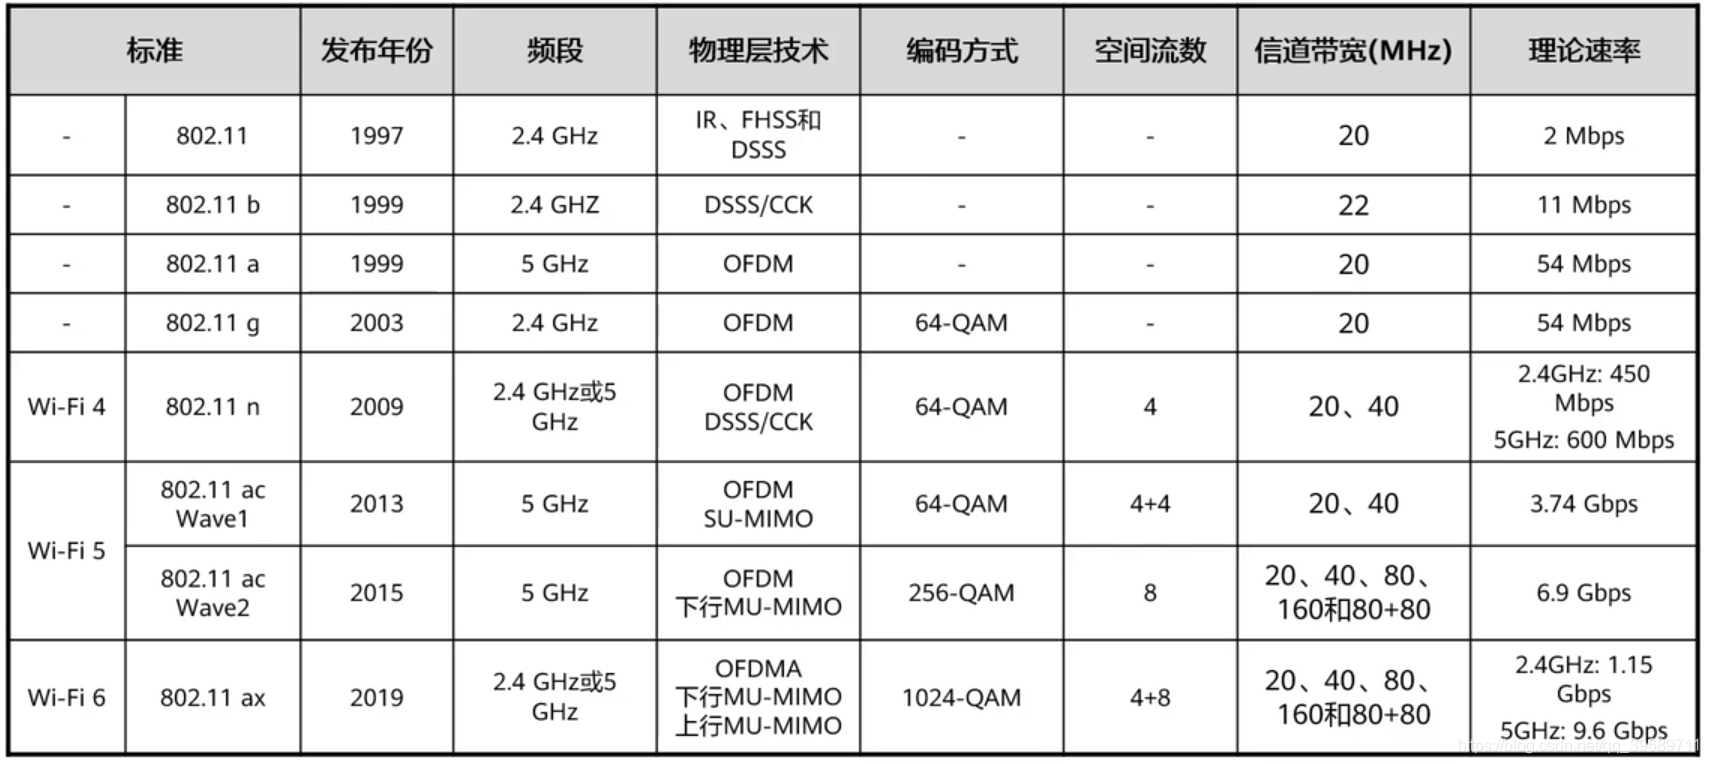 标准 发布年份 频段 物理层技术 编码方式 空间流数 信道带宽(MHz) 理论速率
- 802.11 1997 2.4 GHz IR、FHSS和 - - 20 2 Mbps
DSSS
- 802.11 b 1999 2.4 GHZ DSSS/CCK - - 22 11 Mbps
- 802.11 a 1999 5 GHz OFDM - - 20 54 Mbps
- 802.11 g 2003 2.4 GHz OFDM 64-QAM - 20 54 Mbps
Wi-Fi 4 802.11 n 2009 2.4 GHz或5 OFDM 64-QAM 4 20、40 2.4GHz: 450
GHz DSSS/CCK Mbps
5GHz: 600 Mbps
Wi-Fi 5 802.11 ac 2013 5 GHz OFDM 64-QAM 4+4 20、40 3.74 Gbps
Wave1 SU-MIMO
802.11 ac 2015 5 GHz OFDM 256-QAM 8 20、40、80、 6.9 Gbps
Wave2 下行MU-MIMO 160和80+80
Wi-Fi 6 802.11 ax 2019 2.4 GHz或5 OFDMA 1024-QAM 4+8 20、40、80、 2.4GHz: 1.15
GHz 下行MU-MIMO 160和80+80 Gbps
上行MU-MIMO 5GHz: 9.6 Gbps
https://blog.csdn.net/qq_39589711